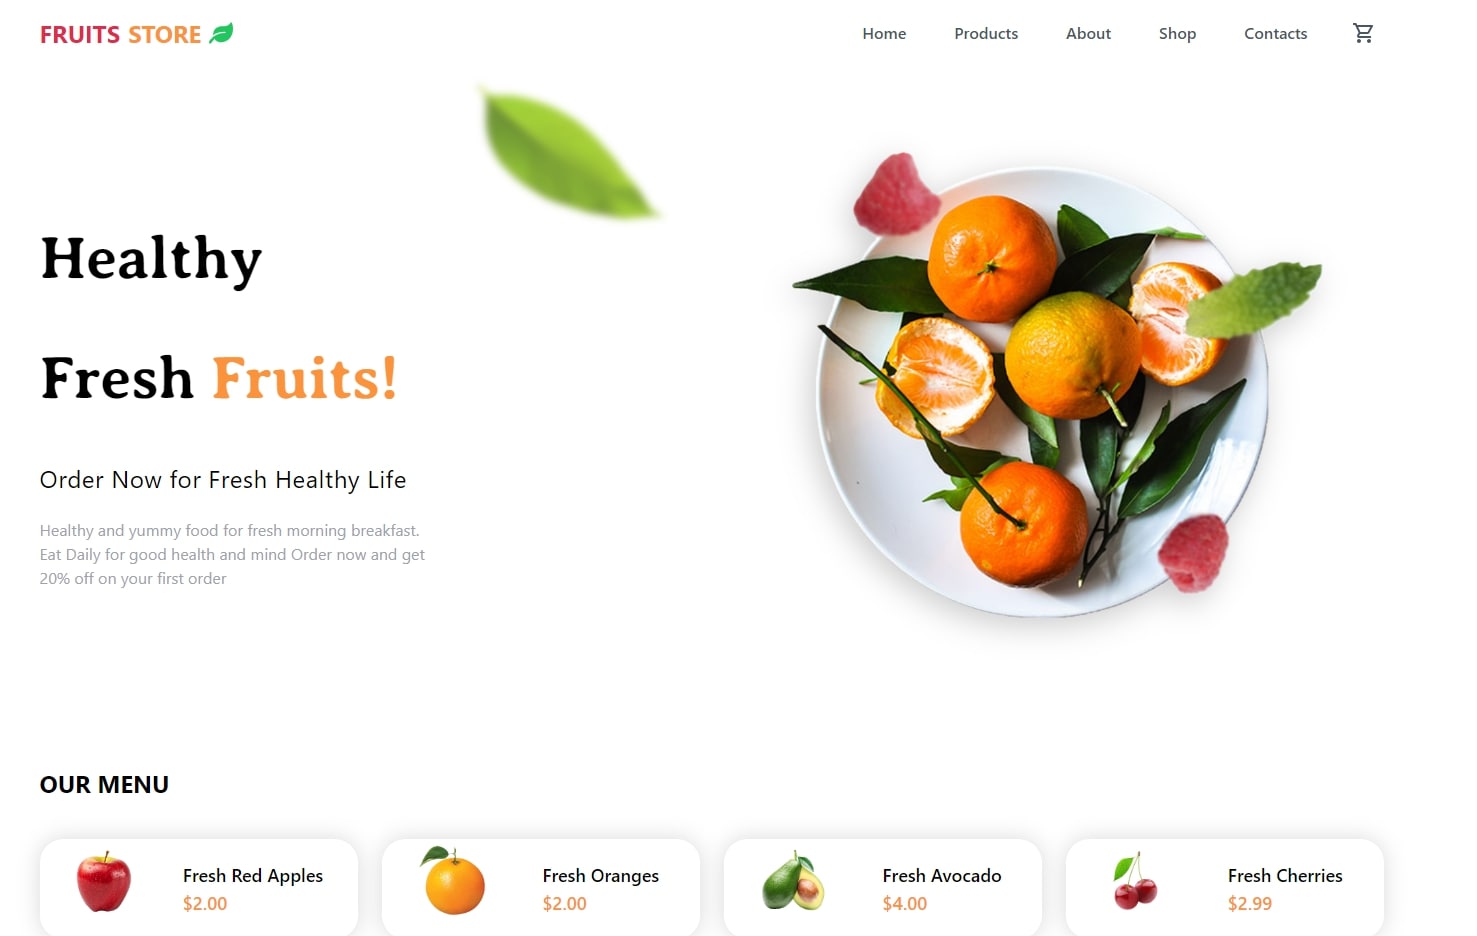 FRUITS STORE
Home Products About Shop Contacts
Healthy
Fresh Fruits!
Order Now for Fresh Healthy Life
Healthy and yummy food for fresh morning breakfast.
Eat Daily for good health and mind Order now and get
20% off on your first order
OUR MENU
Fresh Red Apples
$2.00
Fresh Oranges
$2.00
Fresh Avocado
$4.00
Fresh Cherries
$2.99